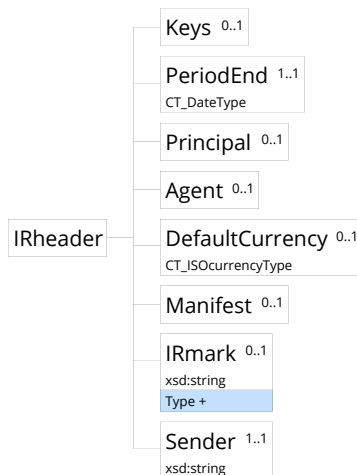 Keys 0..1
PeriodEnd 1..1
CT_DateType
Principal 0..1
Agent 0..1
IRheader
DefaultCurrency 0..1
CT_ISOcurrencyType
Manifest 0..1
IRmark 0..1
xsd:string
Type +
Sender 1..1
xsd:string